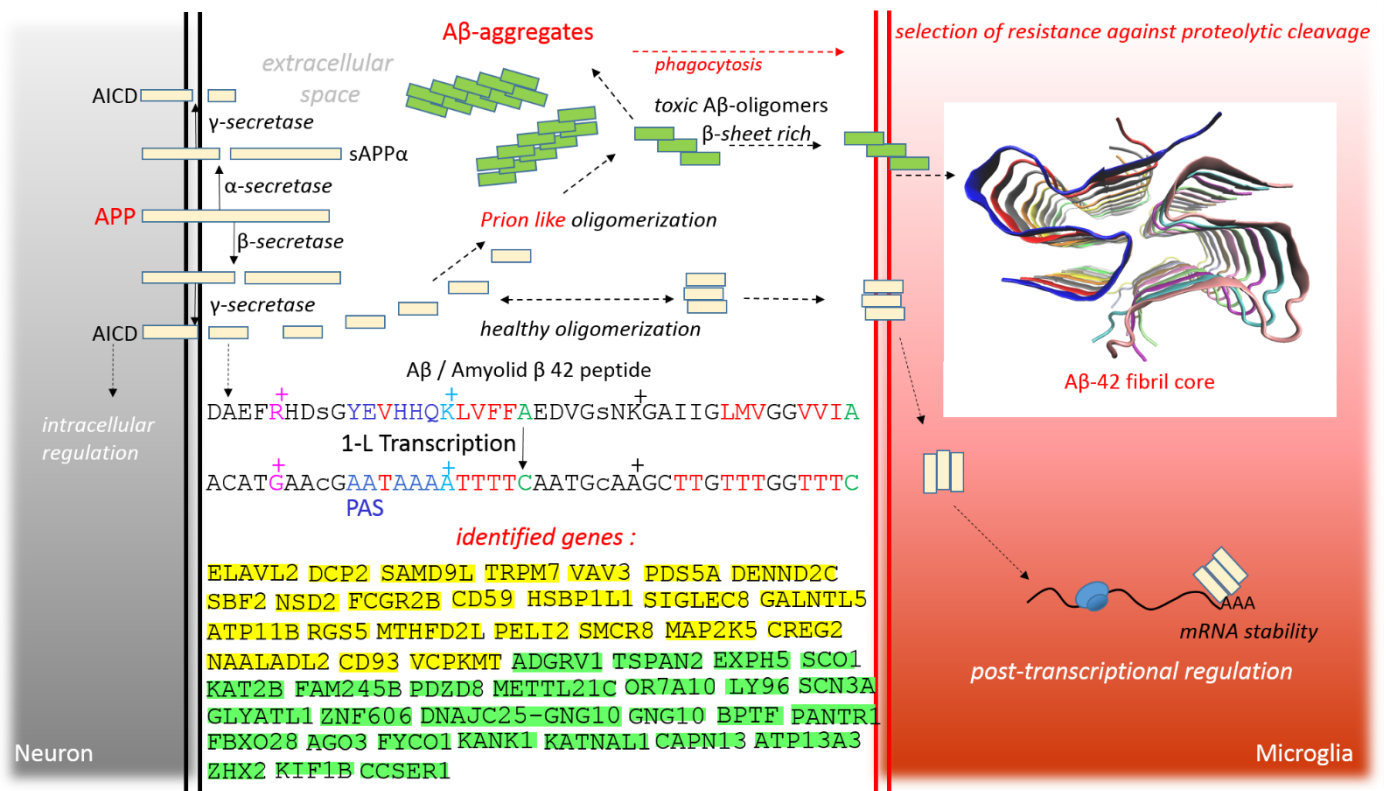 Aβ-aggregates
selection of resistance against proteolytic cleavage
extracellular
space
phagocytosis
AICD
toxic Aβ-oligomers
γ-secretase
β-sheet rich
sAPPα
α-secretase
APP
Prion like oligomerization
β-secretase
γ-secretase
AICD
healthy oligomerization
Aβ / Amyolid β 42 peptide
Aβ-42 fibril core
+ + +
DAEFRHDsGYEVHHQKLVFFAEDVGsNKGAIIGLMVGGVVIA
intracellular
regulation
1-L Transcription
+ + +
ACATGAAcGAATAAAATTTTCAATGcAAGCTTGTTTGGTTTC
PAS
identified genes :
ELAVL2 DCP2 SAMD9L TRPM7 VAV3 PDS5A DENND2C
SBF2 NSD2 FCGR2B CD59 HSBP1L1 SIGLEC8 GALNTL5
ATP11B RGS5 MTHFD2L PELI2 SMCR8 MAP2K5 CREG2
NAALADL2 CD93 VCPKMT ADGRV1 TSPAN2 EXPH5 SCO1
KAT2B FAM245B PDZD8 METTL21C OR7A10 LY96 SCN3A
GLYATL1 ZNF606 DNAJC25-GNG10 GNG10 BPTF PANTR1
FBXO28 AGO3 FYCO1 KANK1 KATNAL1 CAPN13 ATP13A3
ZHX2 KIF1B CCSER1
AAA
mRNA stability
post-transcriptional regulation
Neuron
Microglia